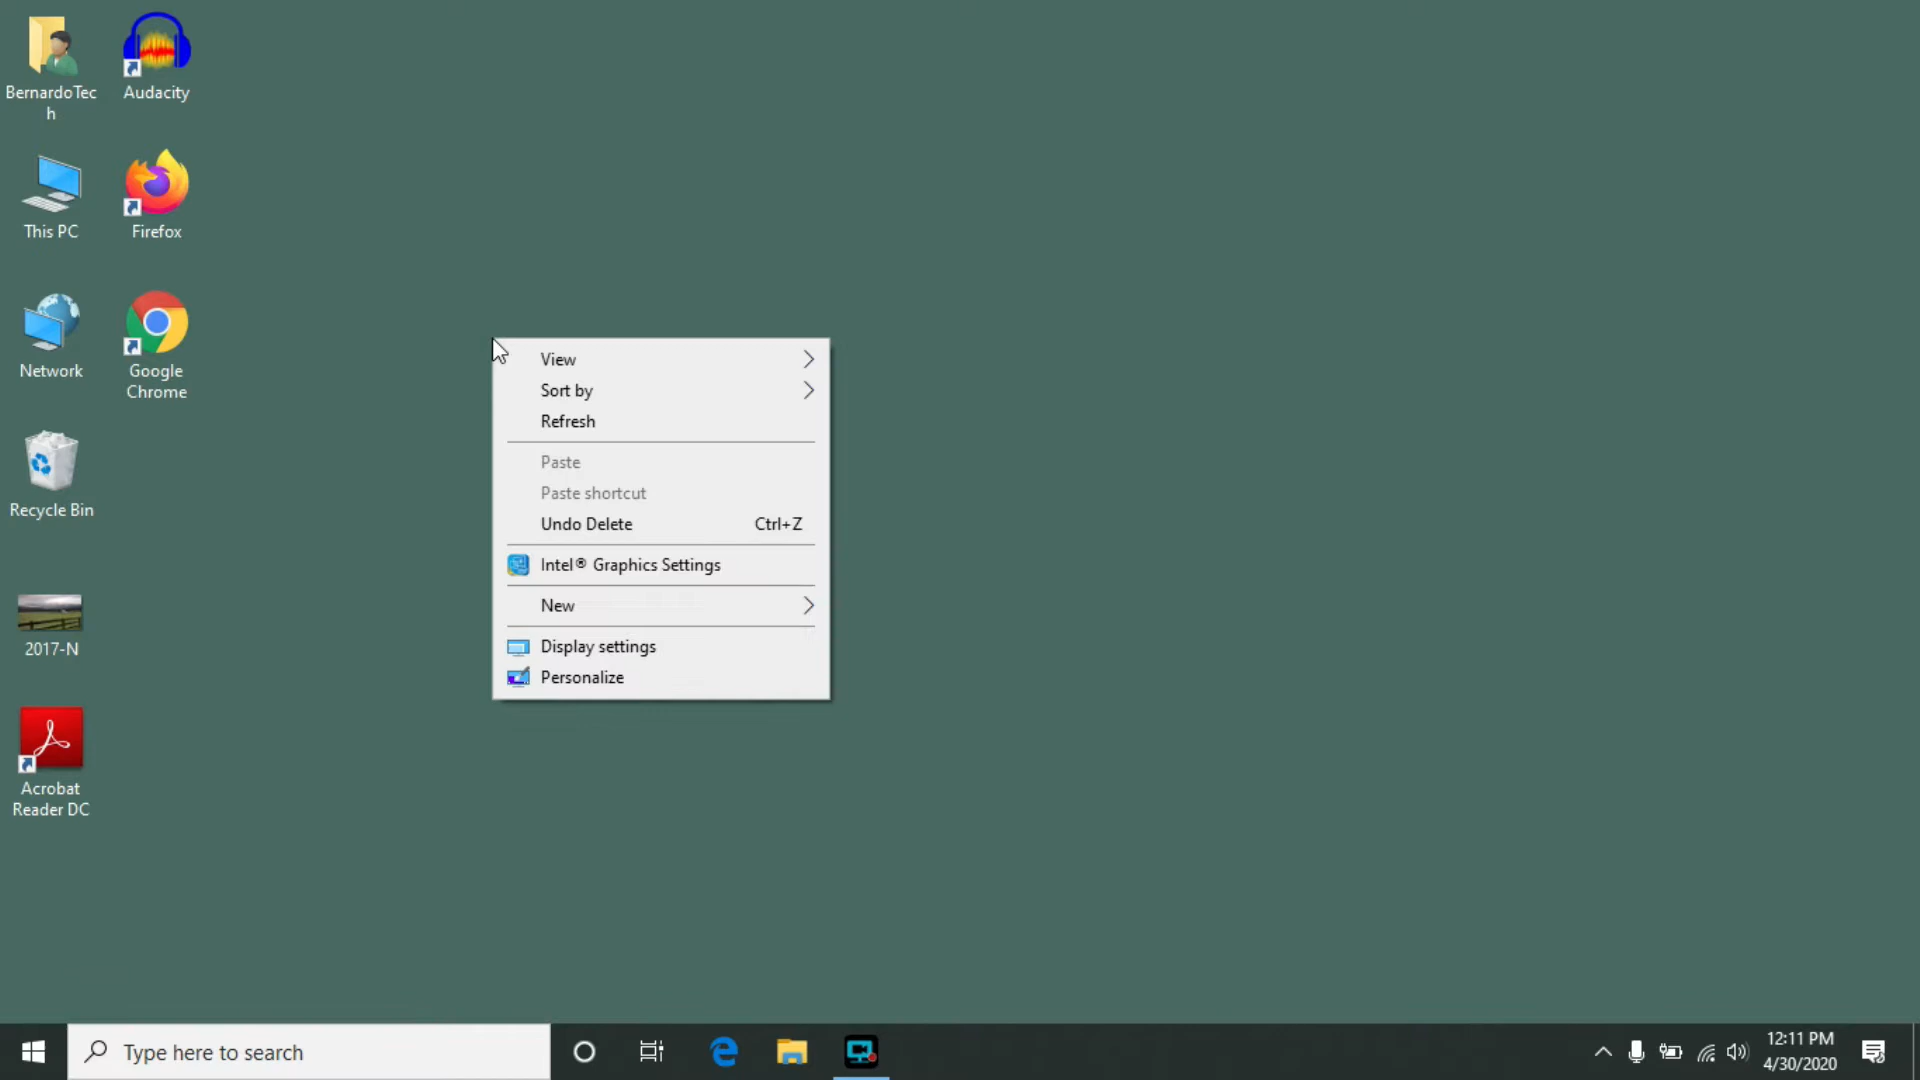 BernardoTec
h
Audacity
This PC
Firefox
Network
Google
Chrome
Recycle Bin
2017-N
Acrobat
Reader DC
View
Sort by
Refresh
Paste
Paste shortcut
Undo Delete Ctrl+Z
Intel® Graphics Settings
New
Display settings
Personalize
Type here to search
12:11 PM
4/30/2020